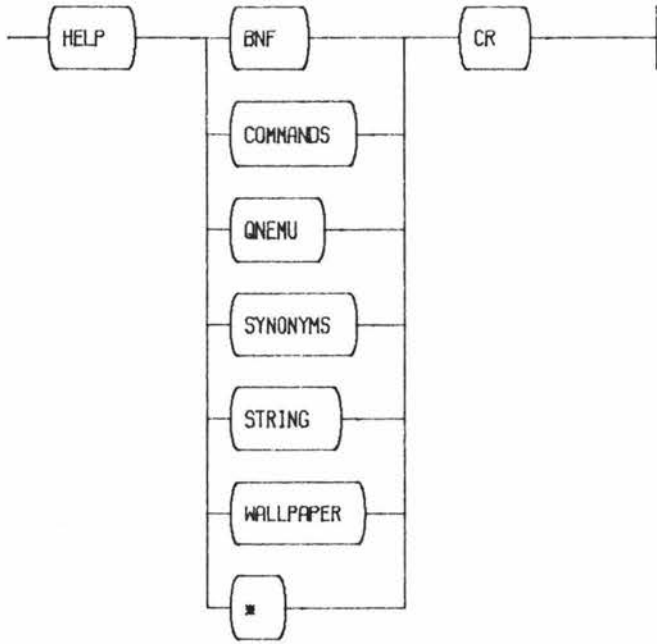 HELP BNF CR
COMMANDS
QNEMU
SYNONYMS
STRING
WALLPAPER
*